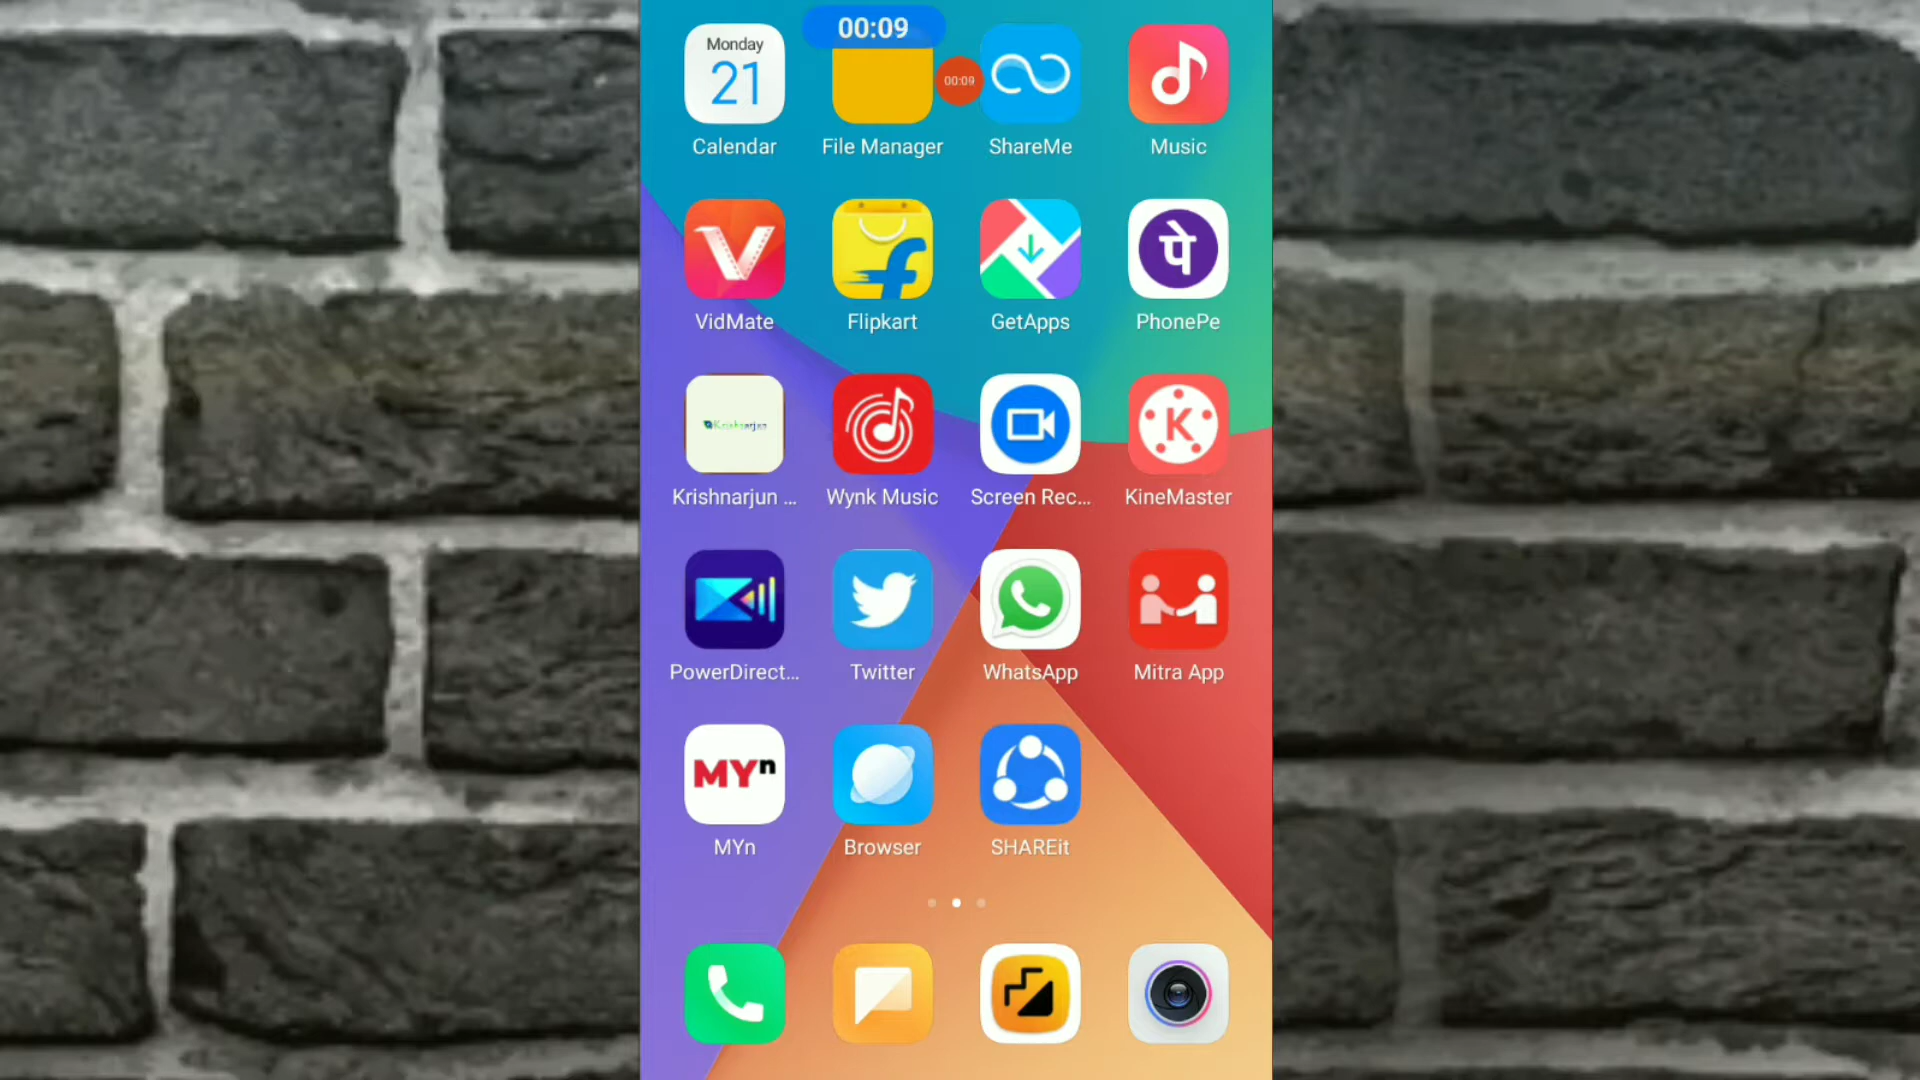 00:09
Monday
21
00:09
Calendar
File Manager
ShareMe
Music
V
f
पे
VidMate
Flipkart
GetApps
PhonePe
Krishnarjun
K
Krishnarjun ...
Wynk Music
Screen Rec...
KineMaster
PowerDirect...
Twitter
WhatsApp
Mitra App
MYn
MYn
Browser
SHAREit